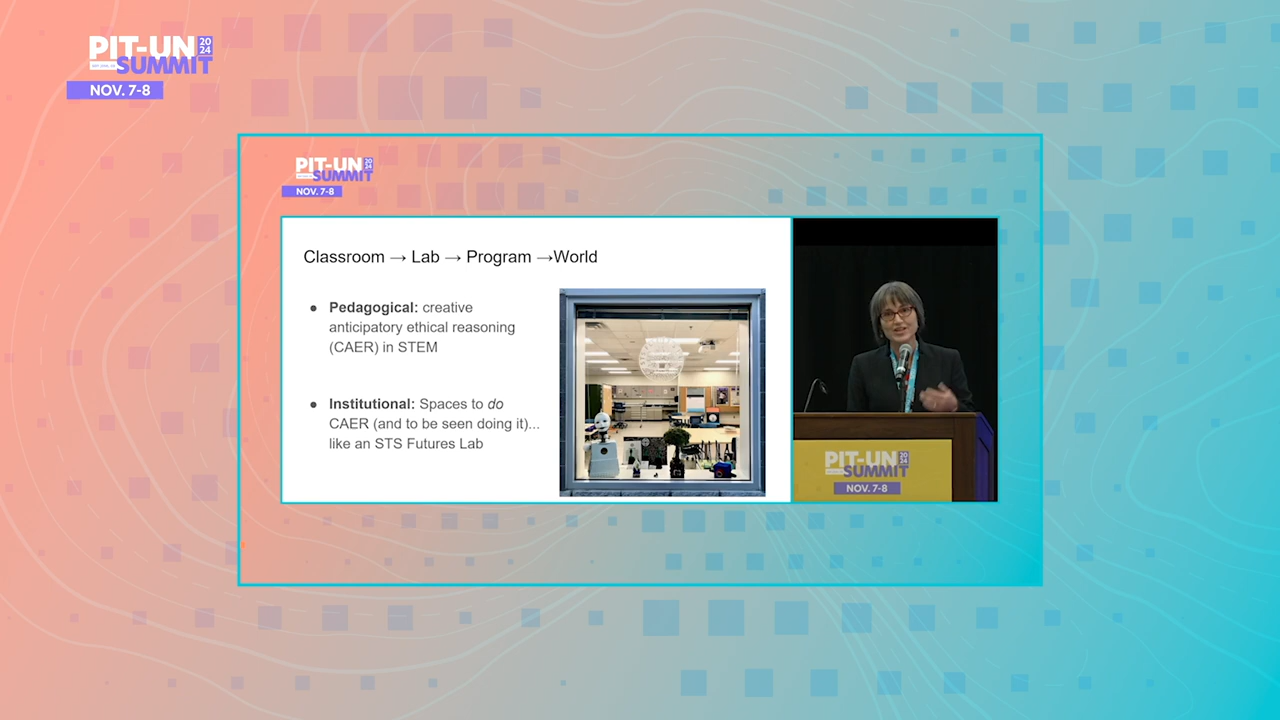 PIT-UN 2024
SUMMIT
NOV. 7-8
PIT-UN 2024
SUMMIT
NOV. 7-8
Classroom → Lab → Program →World
● Pedagogical: creative
anticipatory ethical reasoning
(CAER) in STEM
● Institutional: Spaces to do
CAER (and to be seen doing it)...
like an STS Futures Lab
PIT-UN 2024
SUMMIT
NOV. 7-8